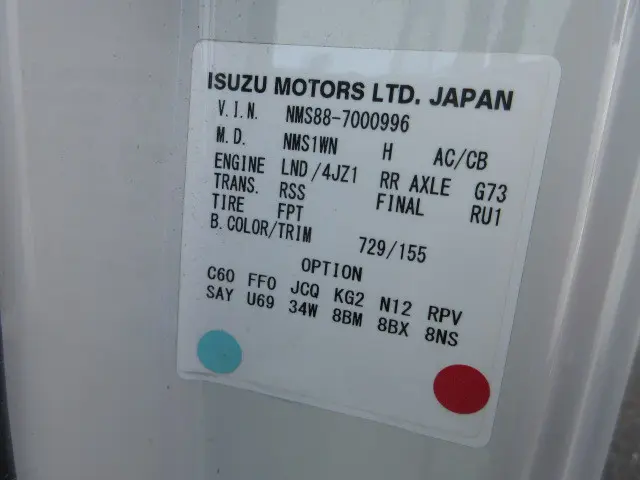 ISUZU MOTORS LTD. JAPAN
V.I.N. NMS88-7000996
M.D. NMS1WN H AC/CB
ENGINE LND/4JZ1 RR AXLE G73
TRANS. RSS FINAL RU1
TIRE FPT
B.COLOR/TRIM 729/155
OPTION
C60 FF0 JCQ KG2 N12 RPV
SAY U69 34W 8BM 8BX 8NS